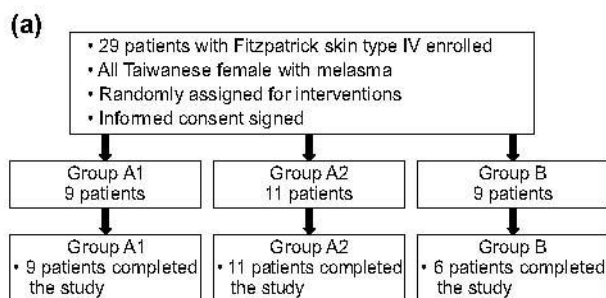 (a)
• 29 patients with Fitzpatrick skin type IV enrolled
• All Taiwanese female with melasma
• Randomly assigned for interventions
• Informed consent signed
Group A1
9 patients
Group A2
11 patients
Group B
9 patients
Group A1
• 9 patients completed
the study
Group A2
• 11 patients completed
the study
Group B
• 6 patients completed
the study